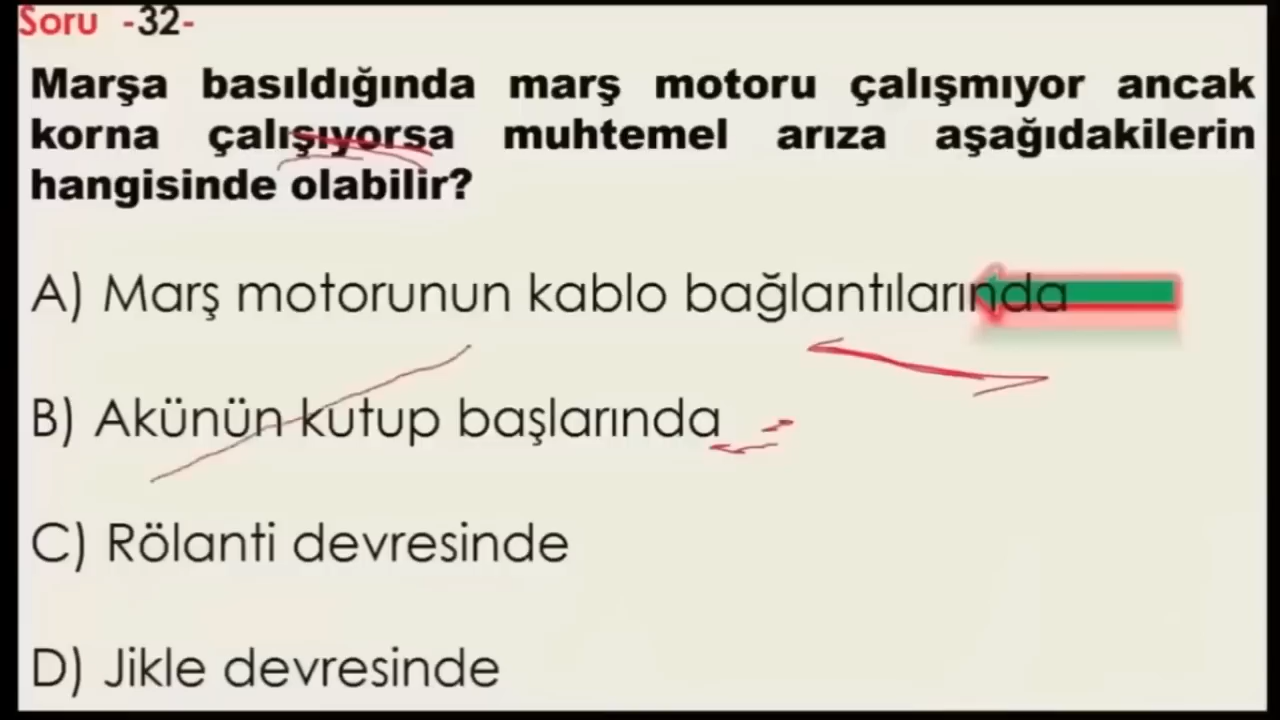 Soru -32-
Marşa basıldığında marş motoru çalışmıyor ancak
korna çalışıyorsa muhtemel arıza aşağıdakilerin
hangisinde olabilir?
A) Marş motorunun kablo bağlantılarında
B) Akünün kutup başlarında
C) Rölanti devresinde
D) Jikle devresinde